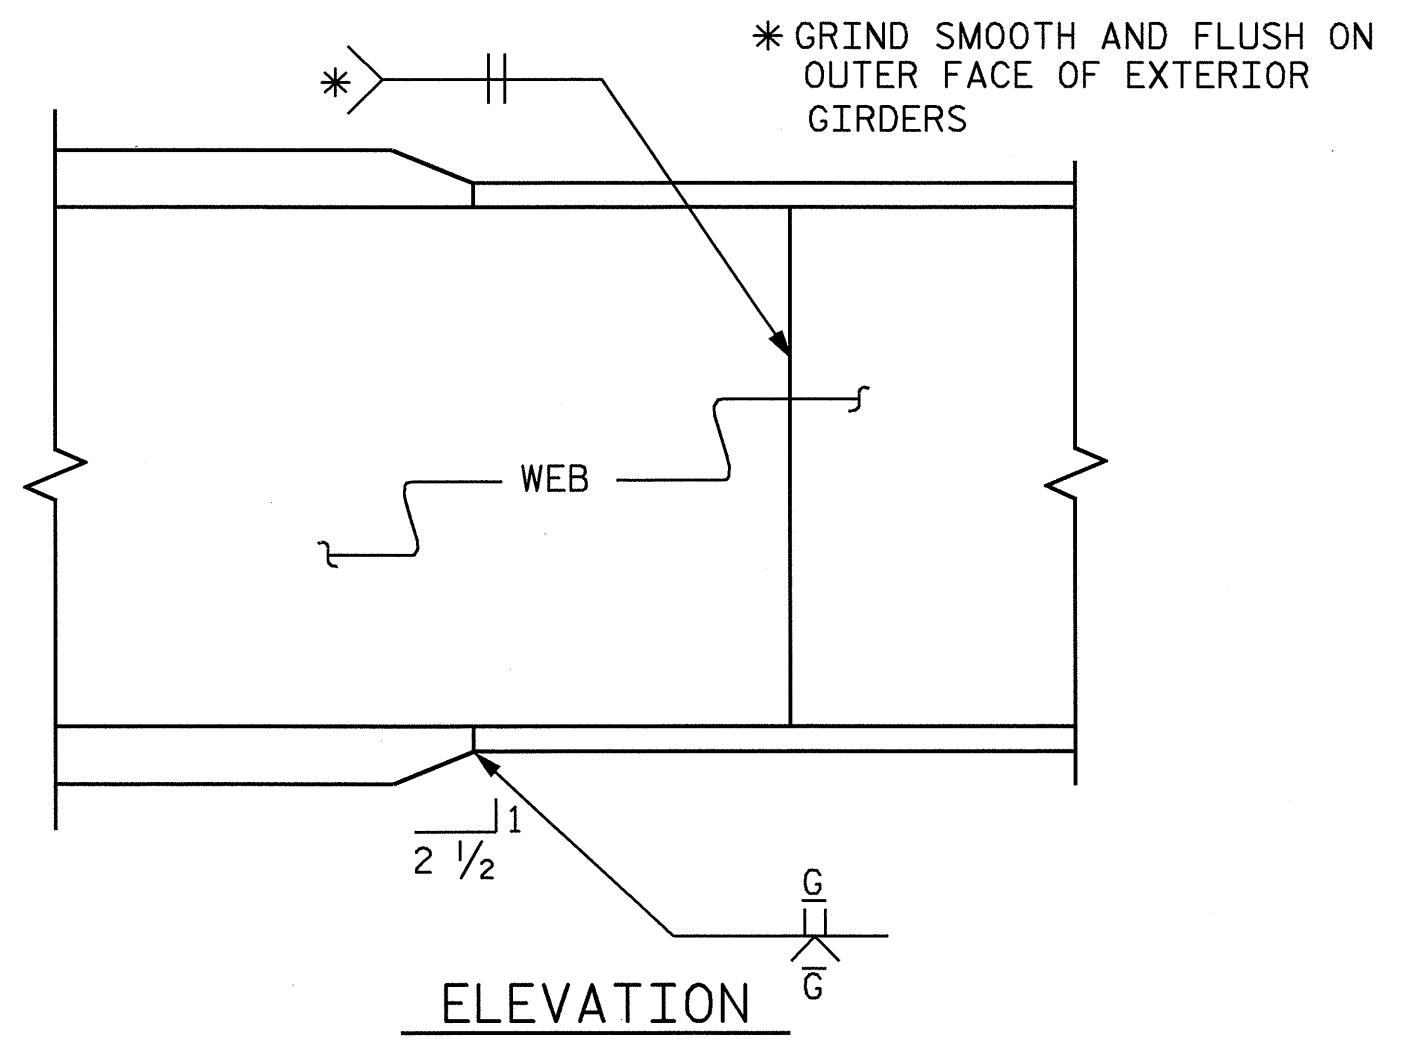 * GRIND SMOOTH AND FLUSH ON
OUTER FACE OF EXTERIOR
GIRDERS
*
WEB
1
2 1/2
G
G
ELEVATION